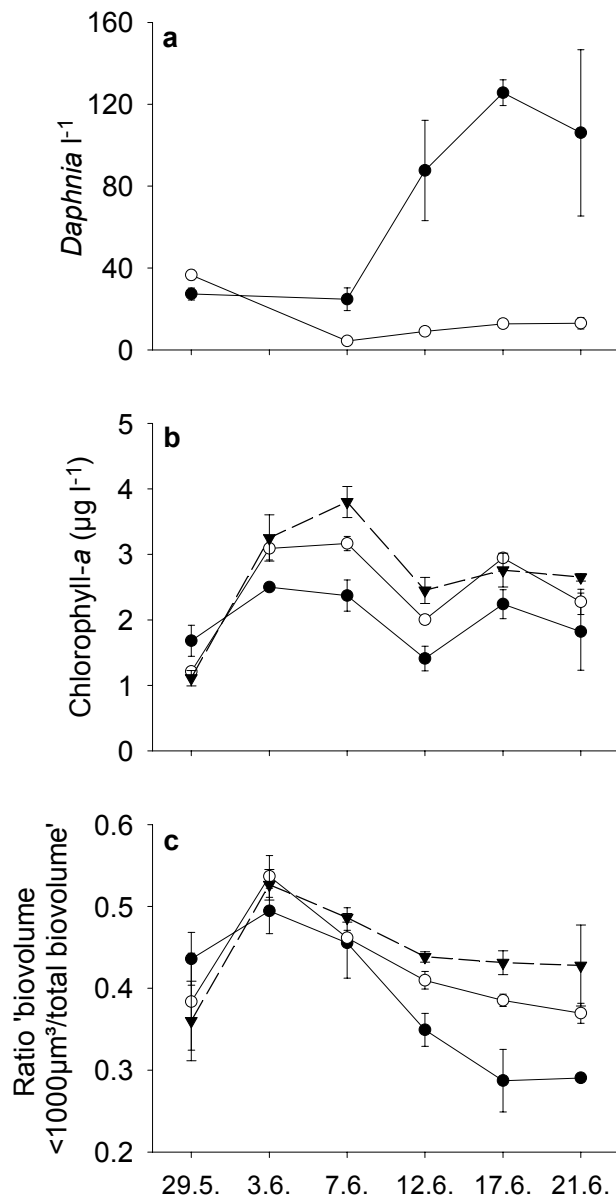 a
160
120
80
40
0
Daphnia l⁻¹
b
5
4
3
2
1
0
Chlorophyll-a (µg l⁻¹)
c
0.6
0.5
0.4
0.3
0.2
Ratio 'biovolume
<1000µm³/total biovolume'
29.5. 3.6. 7.6. 12.6. 17.6. 21.6.